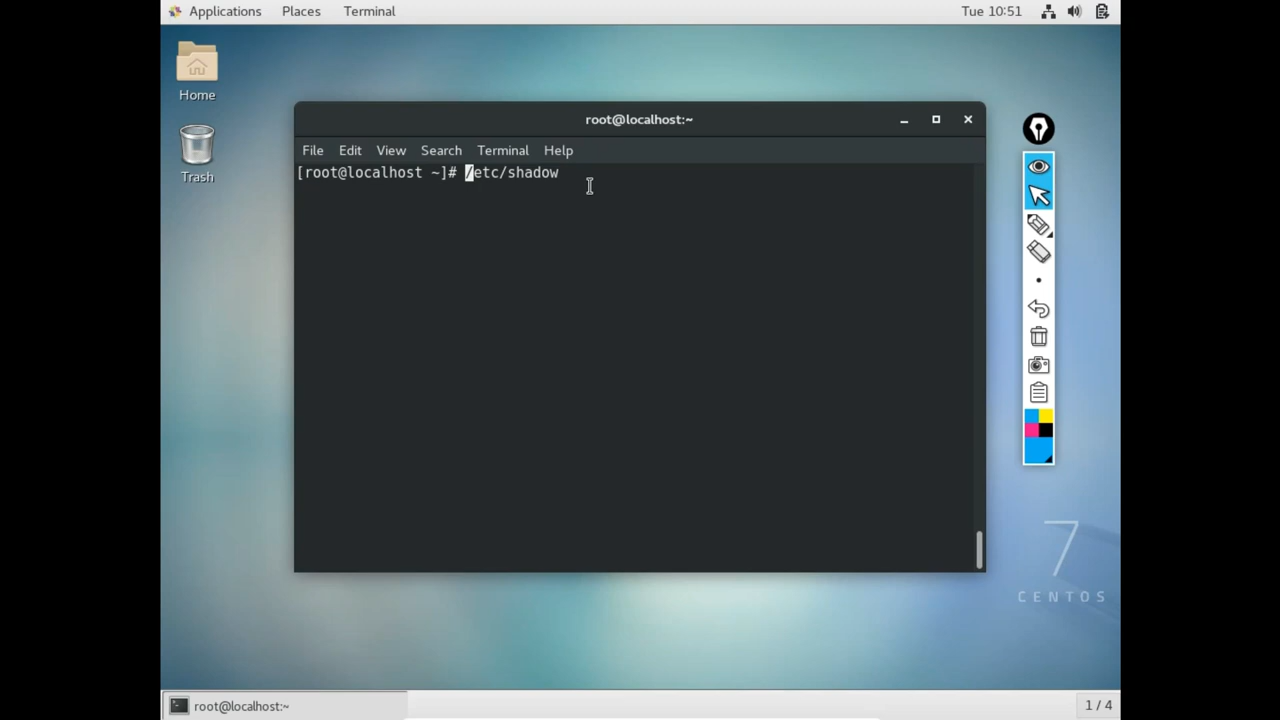 Applications Places Terminal Tue 10:51
Home
Trash
root@localhost:~
File Edit View Search Terminal Help
[root@localhost ~]# /etc/shadow
7
CENTOS
root@localhost:~ 1 / 4